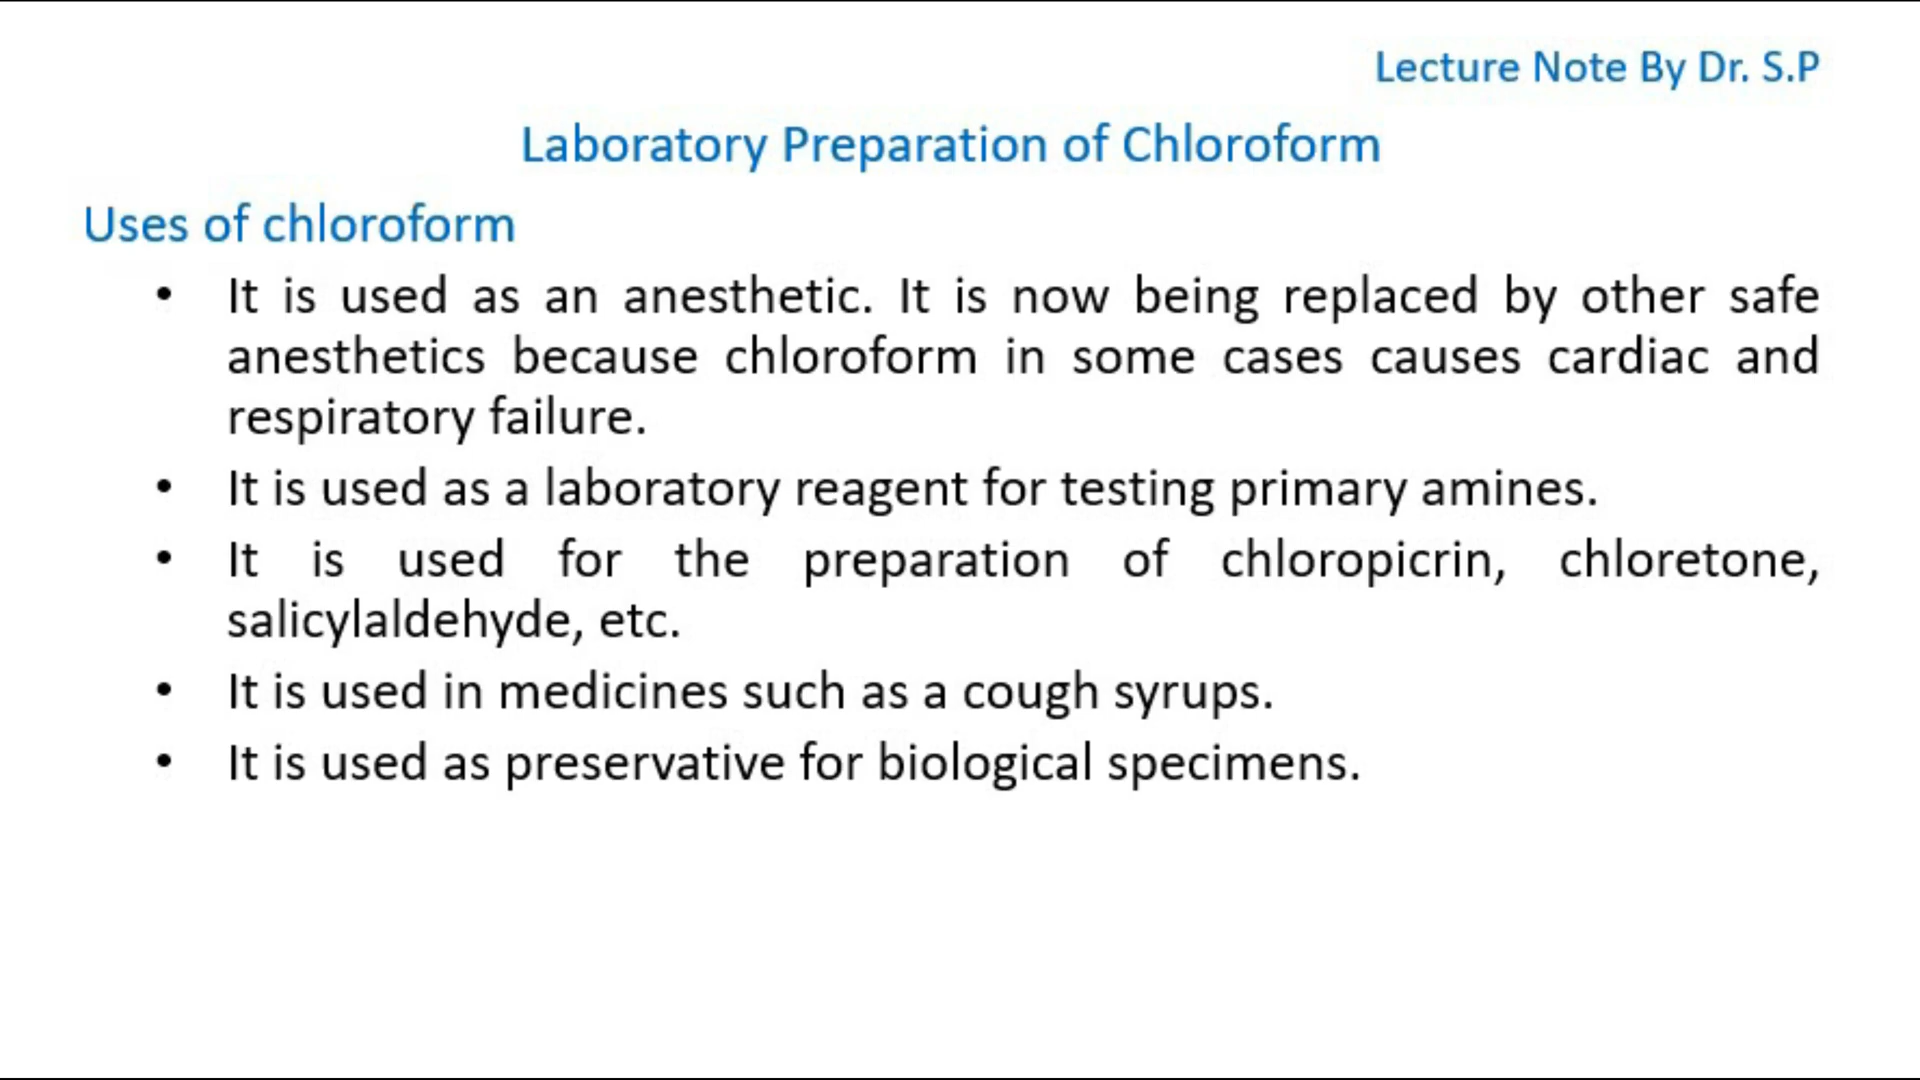 Lecture Note By Dr. S.P
Laboratory Preparation of Chloroform
Uses of chloroform
• It is used as an anesthetic. It is now being replaced by other safe
anesthetics because chloroform in some cases causes cardiac and
respiratory failure.
• It is used as a laboratory reagent for testing primary amines.
• It is used for the preparation of chloropicrin, chloretone,
salicylaldehyde, etc.
• It is used in medicines such as a cough syrups.
• It is used as preservative for biological specimens.